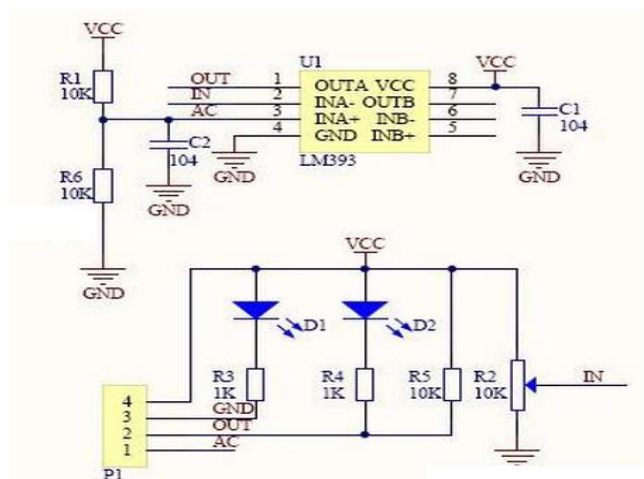 VCC
R1
10K
R6
10K
GND
OUT
IN
AC
C2
104
GND
1
2
3
4
GND
U1
OUTA VCC
INA- OUTB
INA+ INB-
GND INB+
LM393
8
7
6
5
VCC
C1
104
GND
VCC
D1
D2
R3
1K
R4
1K
R5
10K
R2
10K
IN
4
3
2
1
GND
OUT
AC
P1